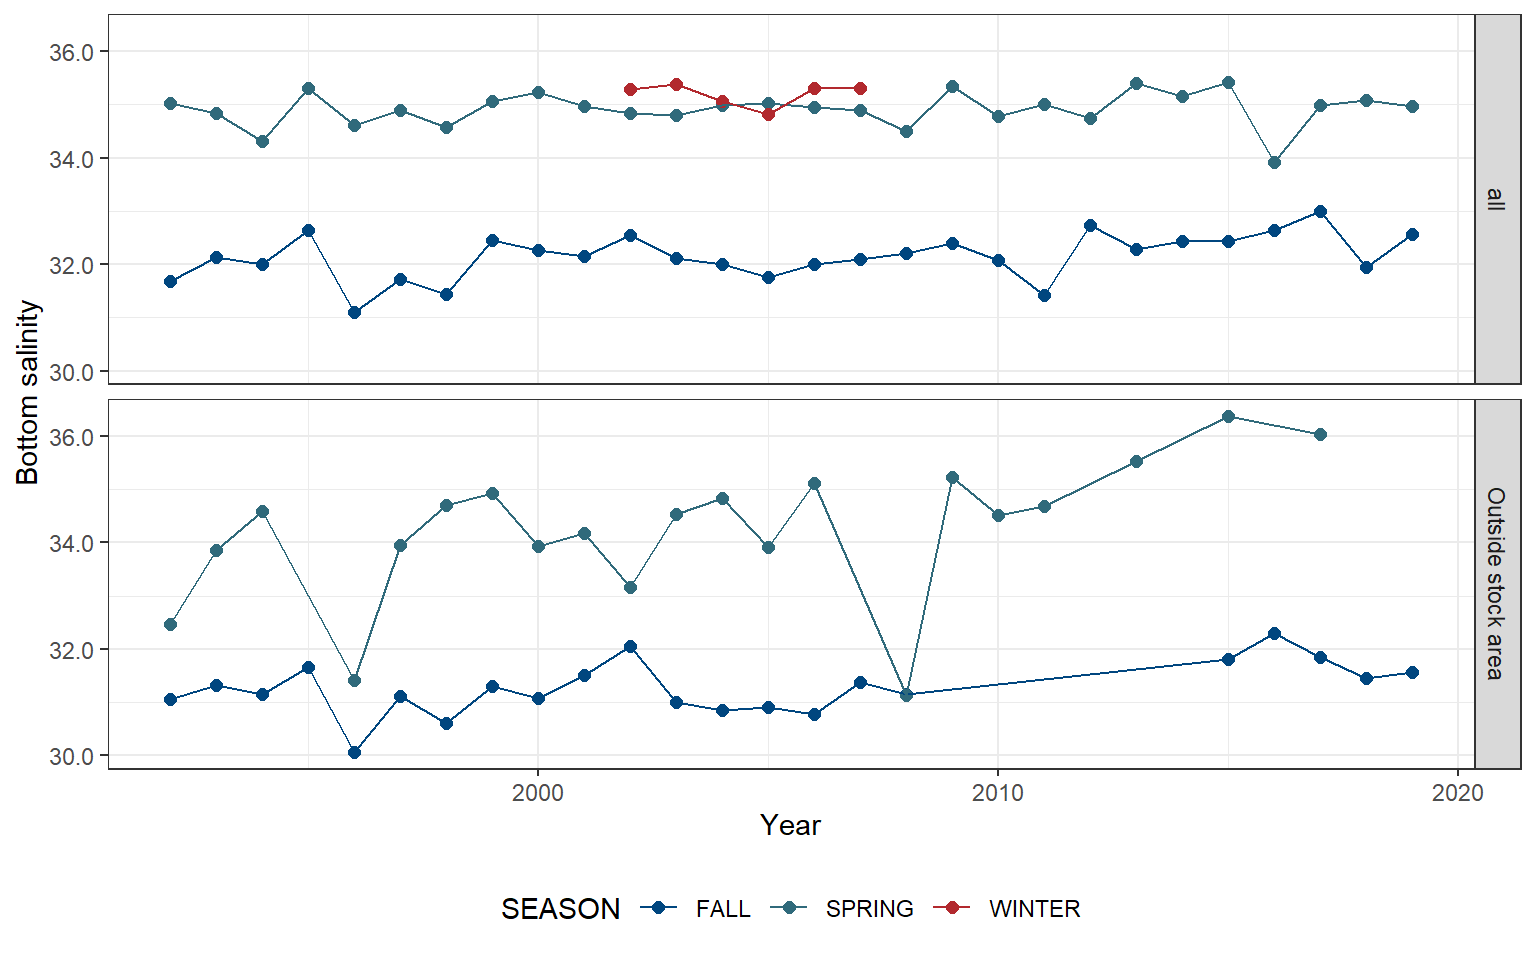 Bottom salinity
36.0
34.0
32.0
30.0
all
36.0
34.0
32.0
30.0
Outside stock area
2000 2010 2020
Year
SEASON FALL SPRING WINTER